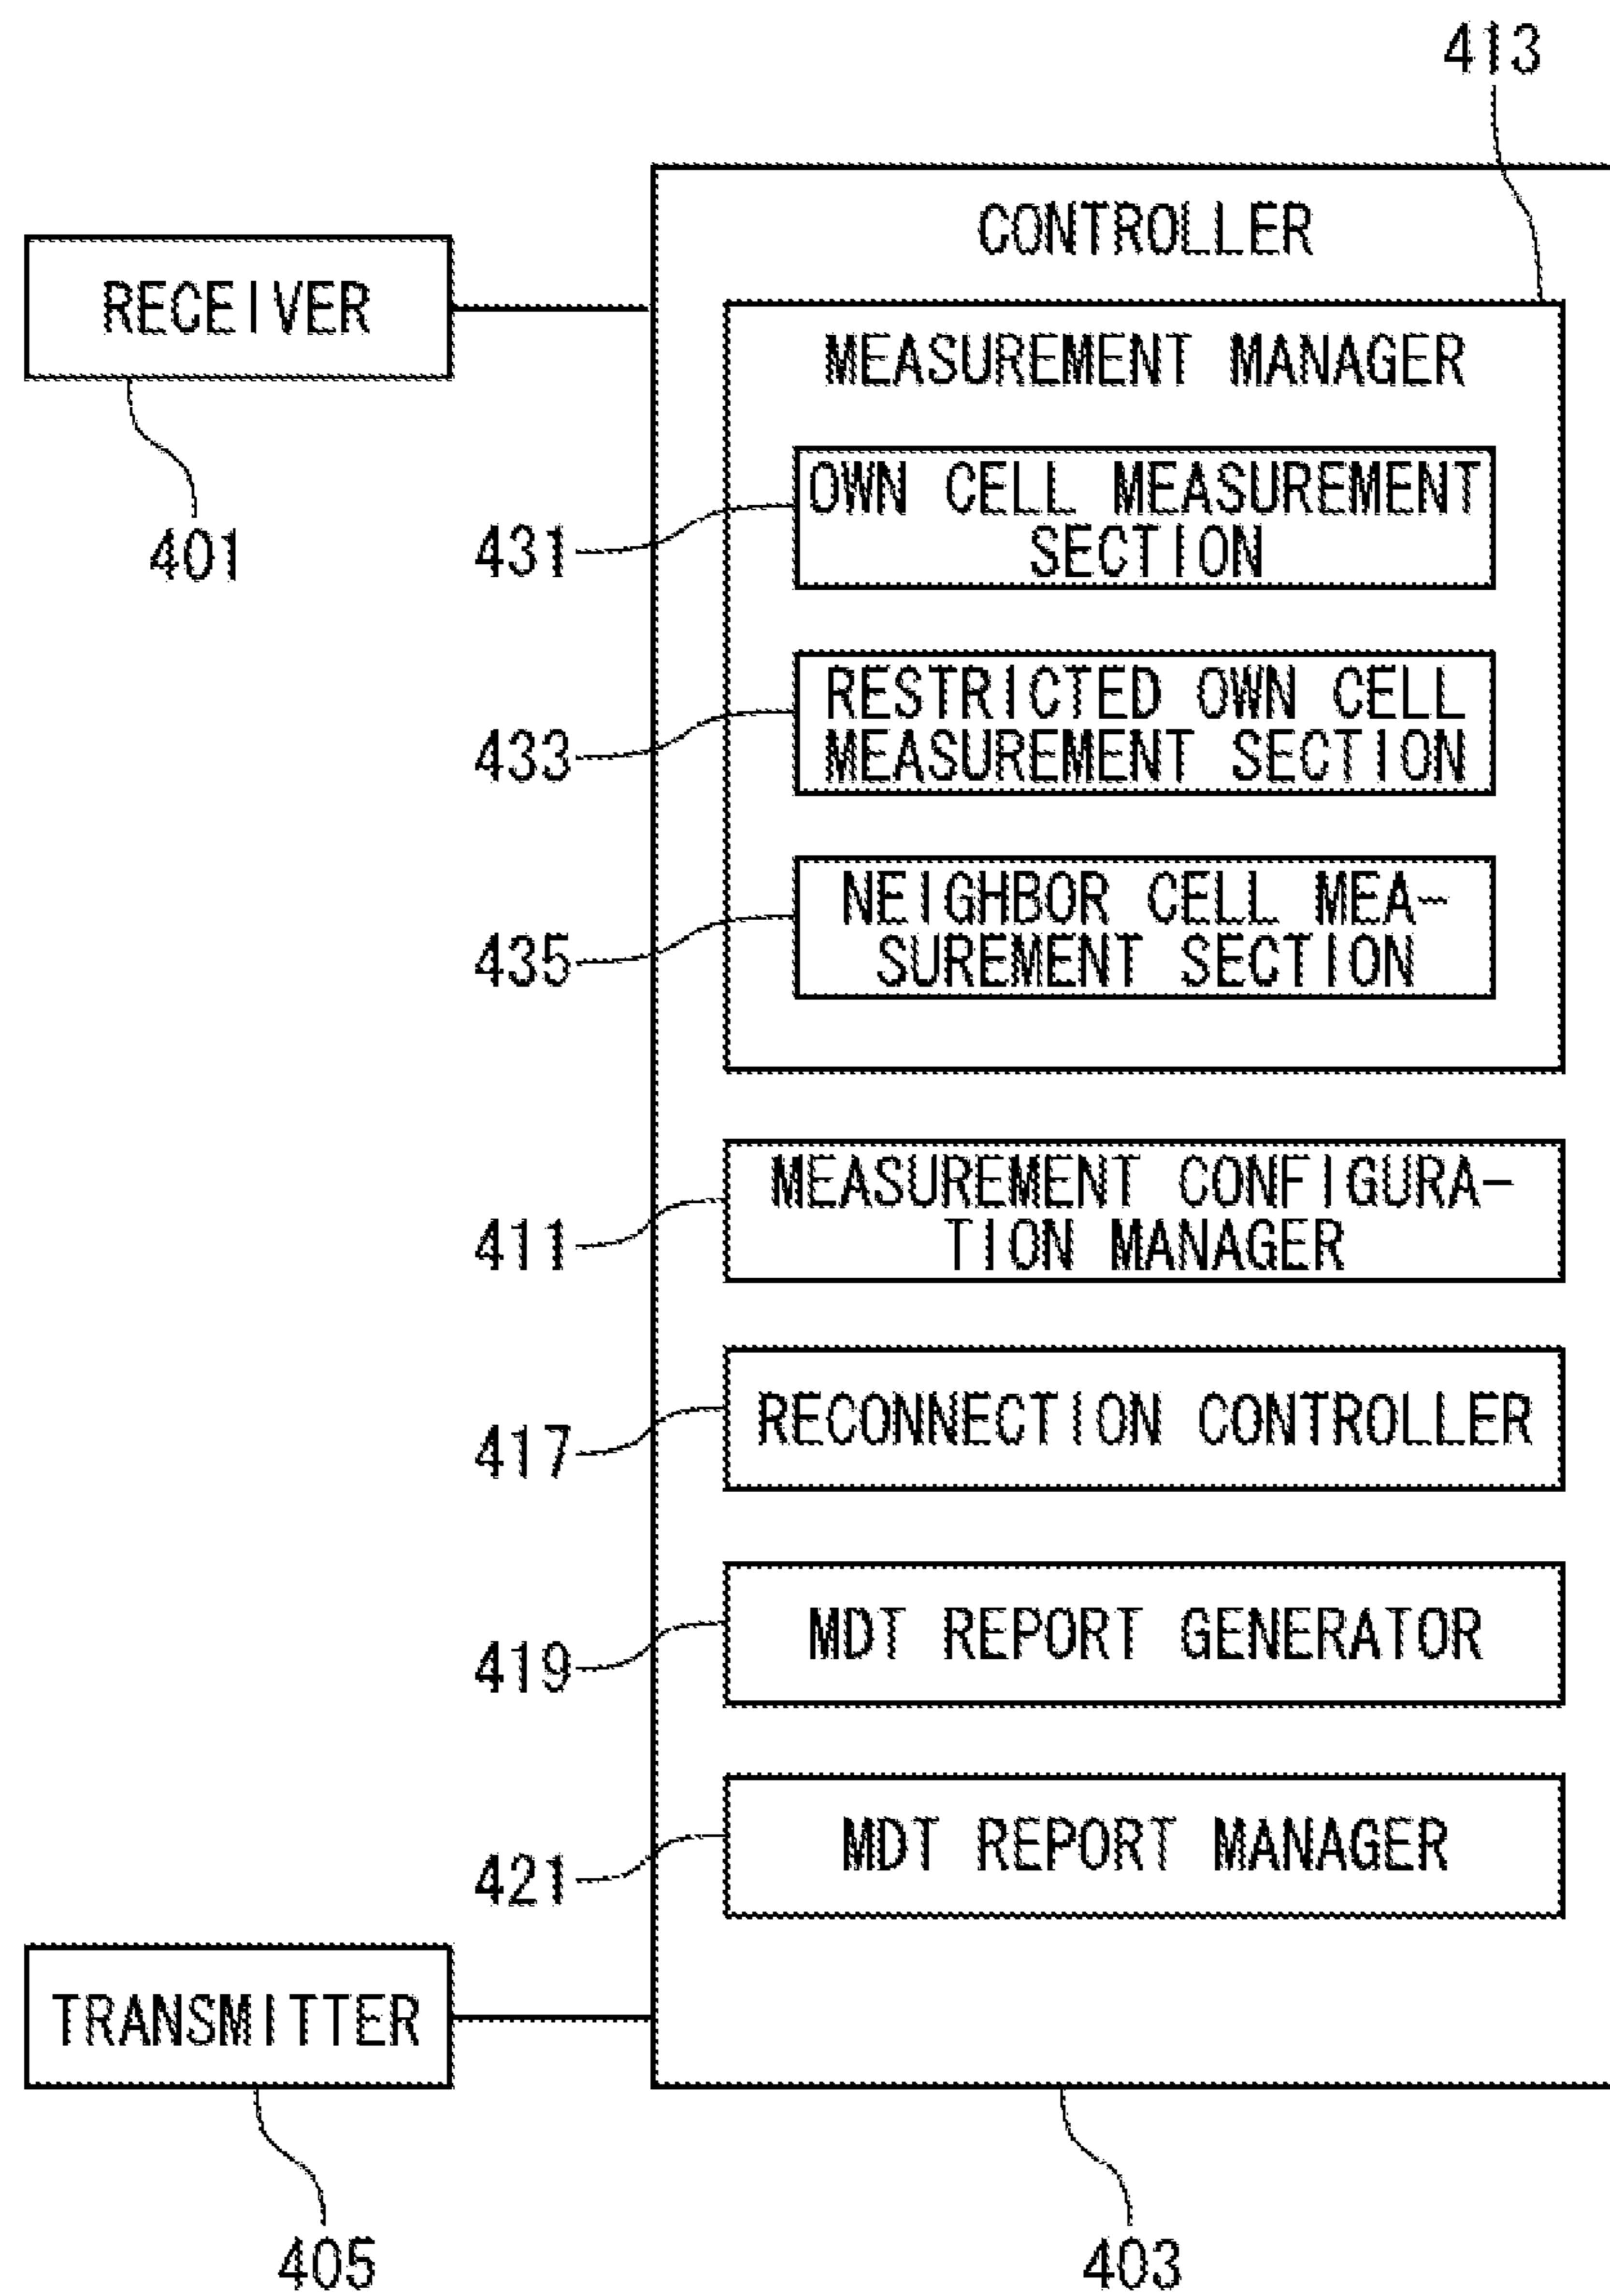 413
CONTROLLER
RECEIVER
MEASUREMENT MANAGER
401
OWN CELL MEASUREMENT
SECTION
431
RESTRICTED OWN CELL
MEASUREMENT SECTION
433
NEIGHBOR CELL MEA-
SUREMENT SECTION
435
MEASUREMENT CONFIGURA-
TION MANAGER
411
RECONNECTION CONTROLLER
417
MDT REPORT GENERATOR
419
MDT REPORT MANAGER
421
TRANSMITTER
405
403